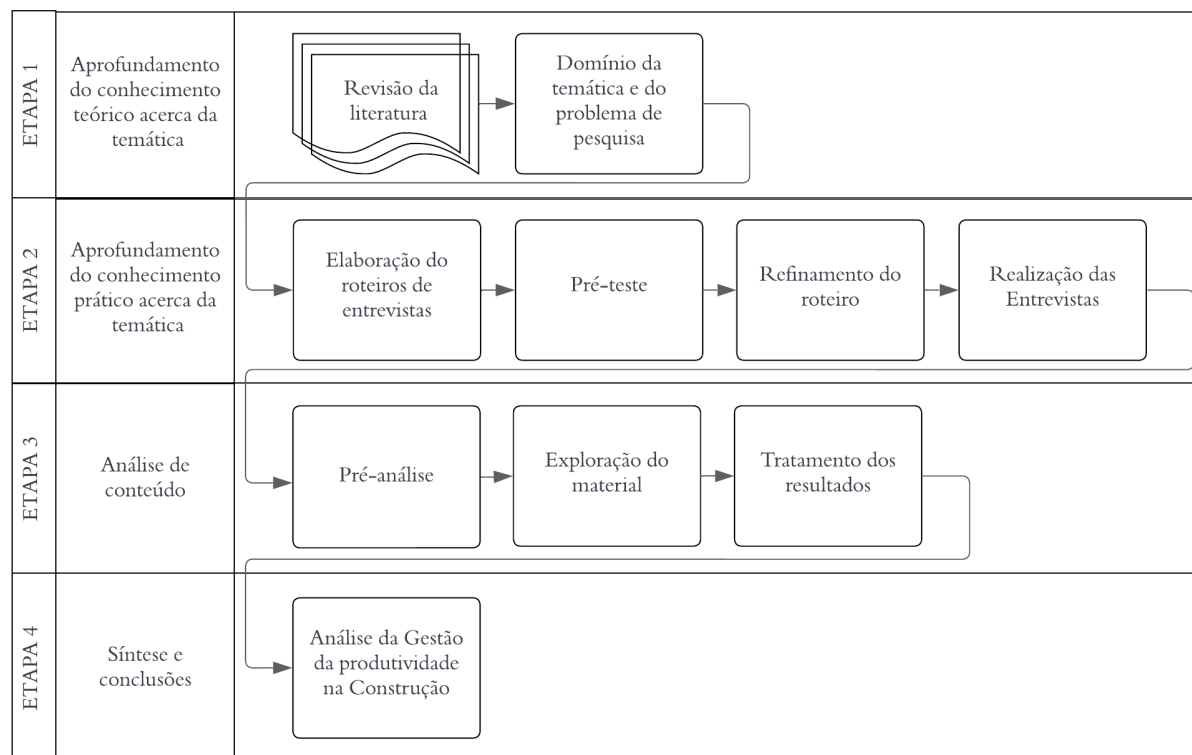 ETAPA 1
Aprofundamento
do conhecimento
teórico acerca da
temática
Revisão da
literatura
Domínio da
temática e do
problema de
pesquisa
ETAPA 2
Aprofundamento
do conhecimento
prático acerca da
temática
Elaboração do
roteiros de
entrevistas
Pré-teste
Refinamento do
roteiro
Realização das
Entrevistas
ETAPA 3
Análise de
conteúdo
Pré-análise
Exploração do
material
Tratamento dos
resultados
ETAPA 4
Síntese e
conclusões
Análise da Gestão
da produtividade
na Construção